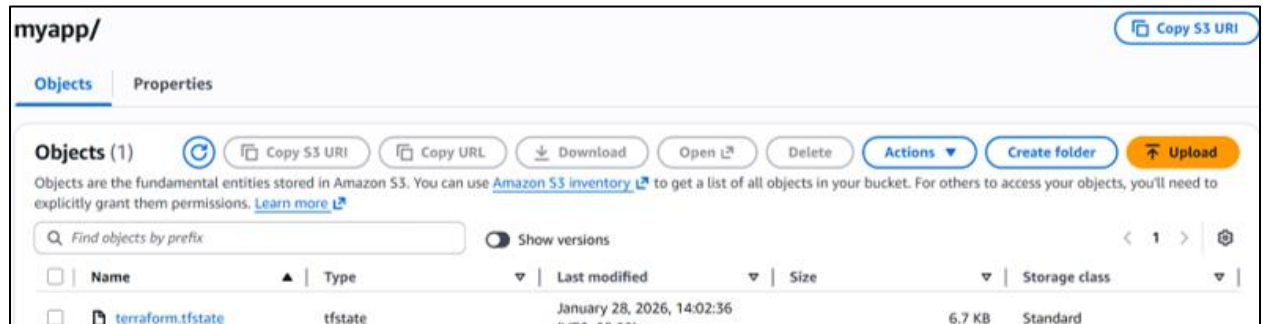 myapp/
Copy S3 URI
Objects
Properties
Objects (1)
Copy S3 URI
Copy URL
Download
Open
Delete
Actions
Create folder
Upload
Objects are the fundamental entities stored in Amazon S3. You can use Amazon S3 inventory to get a list of all objects in your bucket. For others to access your objects, you'll need to
explicitly grant them permissions. Learn more
Find objects by prefix
Show versions
1
Name
Type
Last modified
Size
Storage class
terraform.tfstate
tfstate
January 28, 2026, 14:02:36
6.7 KB
Standard